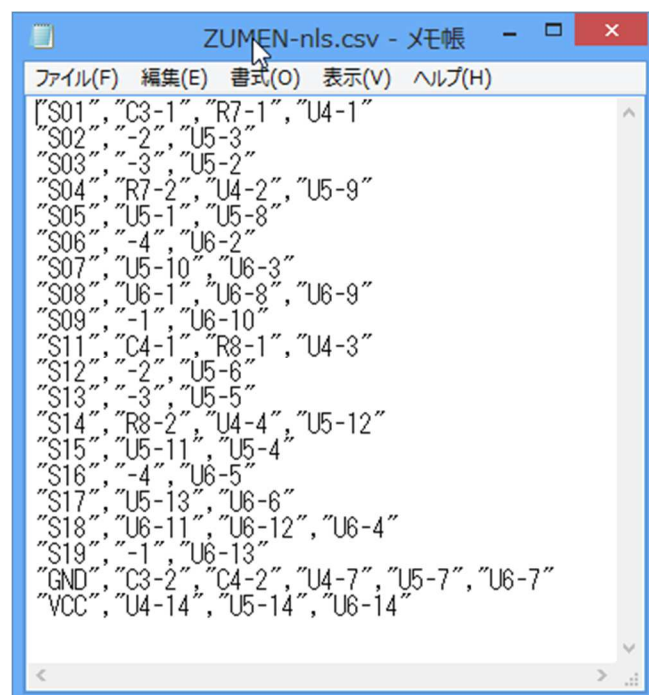 ZUMEN-nls.csv - メモ帳
ファイル(F) 編集(E) 書式(O) 表示(V) ヘルプ(H)
"S01","C3-1","R7-1","U4-1"
"S02","-2","U5-3"
"S03","-3","U5-2"
"S04","R7-2","U4-2","U5-9"
"S05","U5-1","U5-8"
"S06","-4","U6-2"
"S07","U5-10","U6-3"
"S08","U6-1","U6-8","U6-9"
"S09","-1","U6-10"
"S11","C4-1","R8-1","U4-3"
"S12","-2","U5-6"
"S13","-3","U5-5"
"S14","R8-2","U4-4","U5-12"
"S15","U5-11","U5-4"
"S16","-4","U6-5"
"S17","U5-13","U6-6"
"S18","U6-11","U6-12","U6-4"
"S19","-1","U6-13"
"GND","C3-2","C4-2","U4-7","U5-7","U6-7"
"VCC","U4-14","U5-14","U6-14"